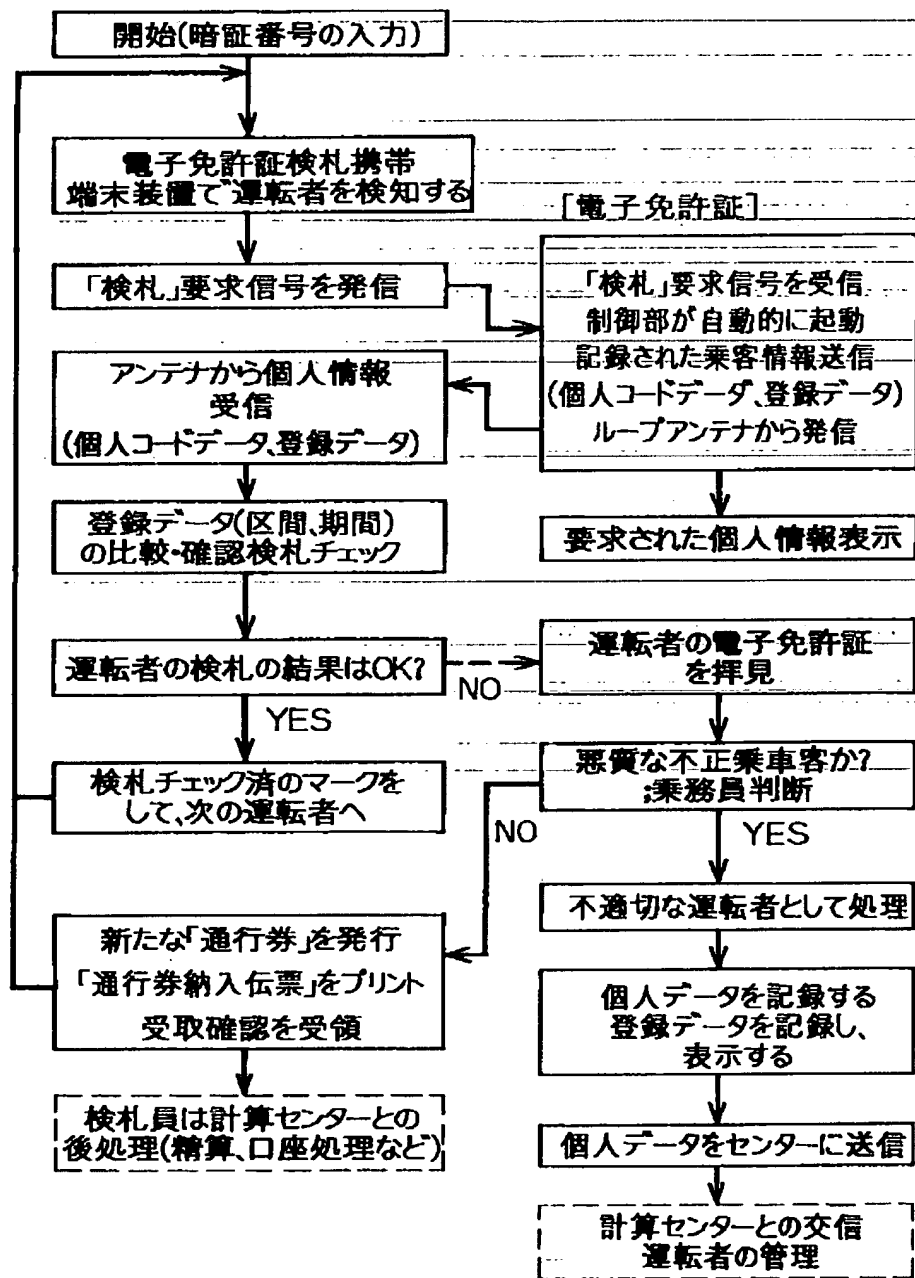 開始(暗証番号の入力)
電子免許証検札携帯
端末装置で運転者を検知する
「検札」要求信号を発信
[電子免許証]
「検札」要求信号を受信
制御部が自動的に起動
記録された乗客情報送信
(個人コードデータ、登録データ)
ループアンテナから発信
アンテナから個人情報
受信
(個人コードデータ、登録データ)
要求された個人情報表示
登録データ(区間、期間)
の比較・確認検札チェック
運転者の検札の結果はOK?
NO
YES
運転者の電子免許証
を拝見
検札チェック済のマークを
して、次の運転者へ
悪質な不正乗車客か?
;乗務員判断
NO
YES
不適切な運転者として処理
新たな「通行券」を発行
「通行券納入伝票」をプリント
受取確認を受領
個人データを記録する
登録データを記録し、
表示する
検札員は計算センターとの
後処理(精算、口座処理など)
個人データをセンターに送信
計算センターとの交信
運転者の管理